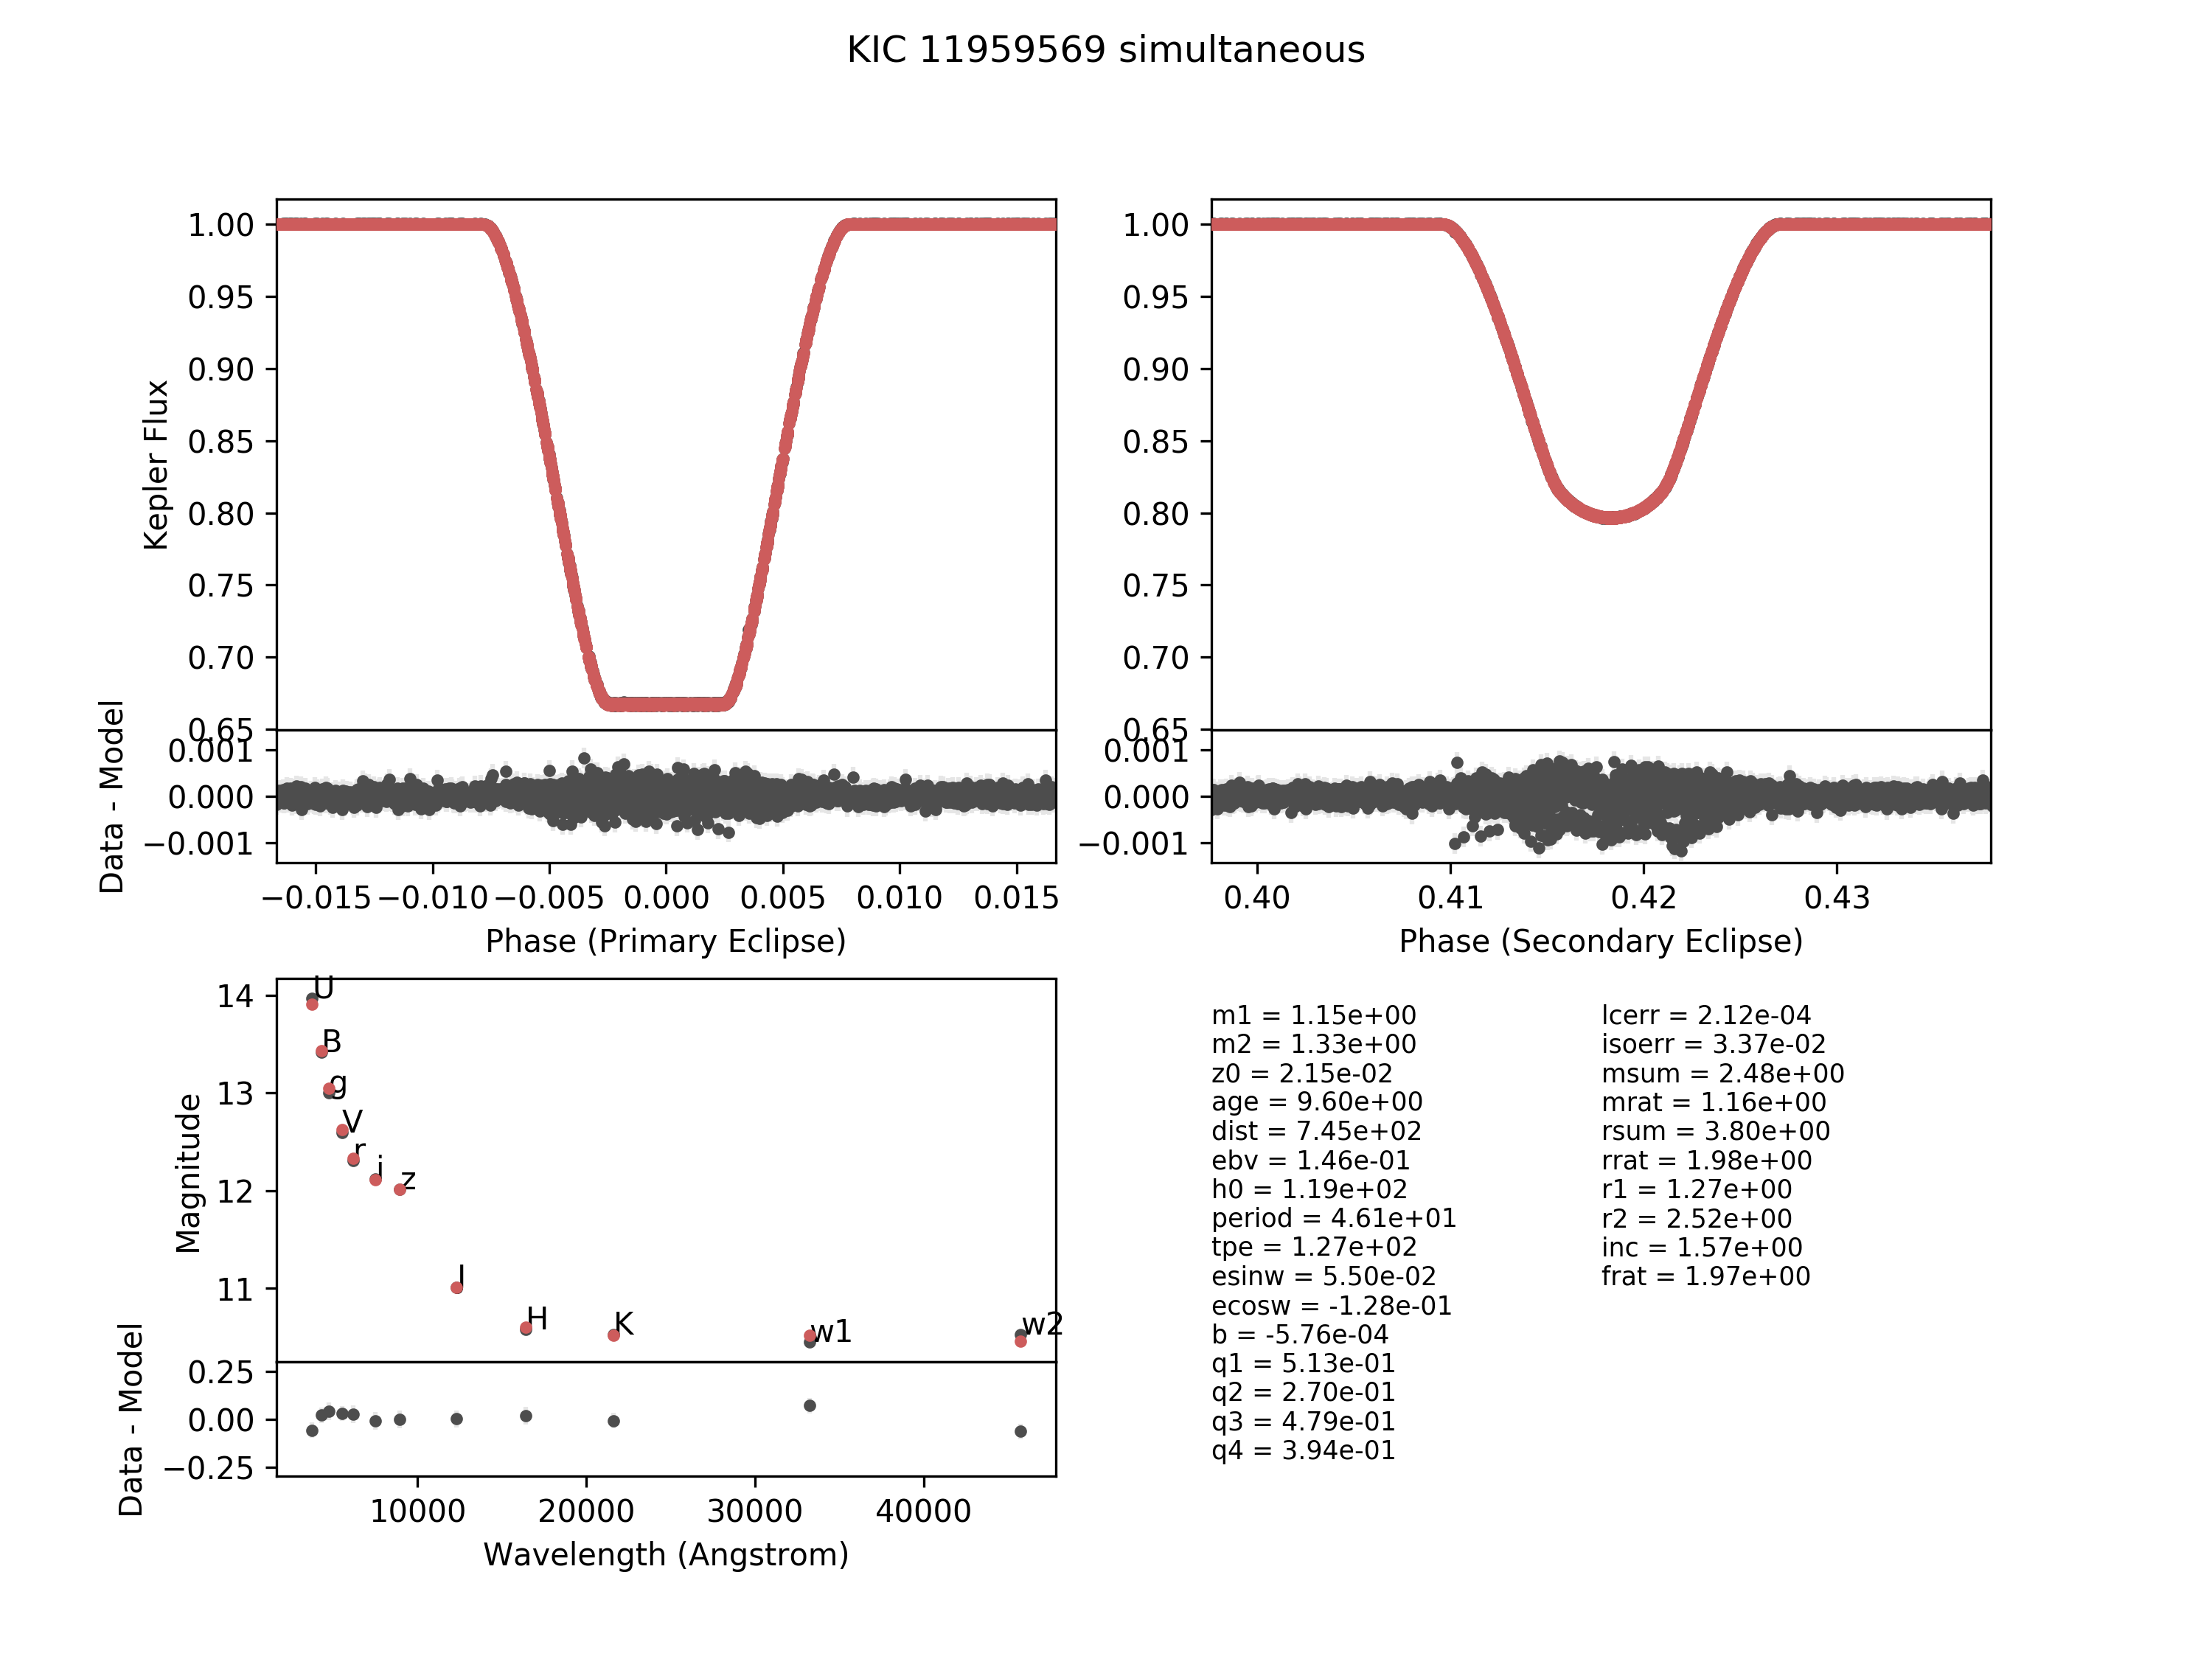 KIC 11959569 simultaneous
1.00
0.95
0.90
0.85
0.80
0.75
0.70
0.65
Kepler Flux
0.001
0.000
−0.001
Data - Model
−0.015 −0.010 −0.005 0.000 0.005 0.010 0.015
Phase (Primary Eclipse)
1.00
0.95
0.90
0.85
0.80
0.75
0.70
0.65
0.001
0.000
−0.001
0.40 0.41 0.42 0.43
Phase (Secondary Eclipse)
14
13
12
11
Magnitude
U
B
g
V
r
i
z
J
H
K
w1
w2
0.25
0.00
−0.25
Data - Model
10000 20000 30000 40000
Wavelength (Angstrom)
m1 = 1.15e+00
m2 = 1.33e+00
z0 = 2.15e-02
age = 9.60e+00
dist = 7.45e+02
ebv = 1.46e-01
h0 = 1.19e+02
period = 4.61e+01
tpe = 1.27e+02
esinw = 5.50e-02
ecosw = -1.28e-01
b = -5.76e-04
q1 = 5.13e-01
q2 = 2.70e-01
q3 = 4.79e-01
q4 = 3.94e-01
lcerr = 2.12e-04
isoerr = 3.37e-02
msum = 2.48e+00
mrat = 1.16e+00
rsum = 3.80e+00
rrat = 1.98e+00
r1 = 1.27e+00
r2 = 2.52e+00
inc = 1.57e+00
frat = 1.97e+00